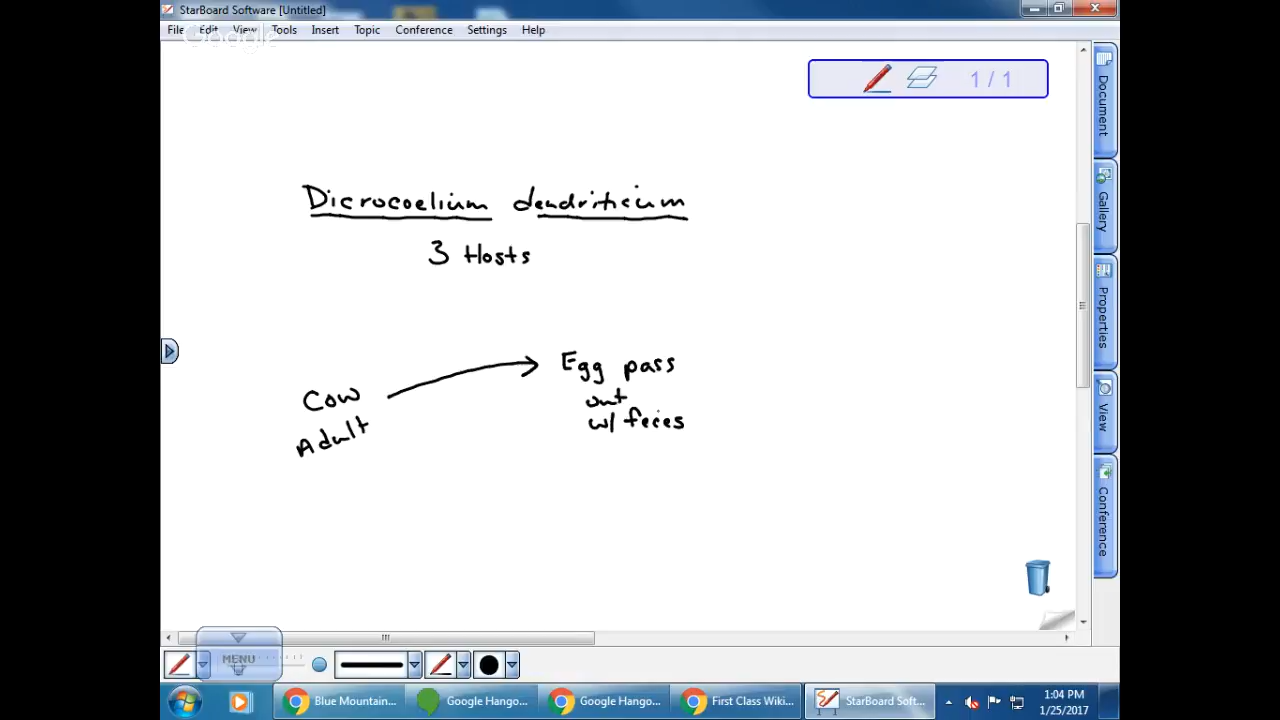 StarBoard Software [Untitled]
File Edit View Tools Insert Topic Conference Settings Help
Google
1 / 1
Document
Gallery
Properties
View
Conference
Dicrocoelium dendriticium
3 Hosts
Egg pass
out
w/ feces
Cow
Adult
MENU
Blue Mountain... Google Hango... Google Hango... First Class Wiki... StarBoard Soft...
1:04 PM
1/25/2017